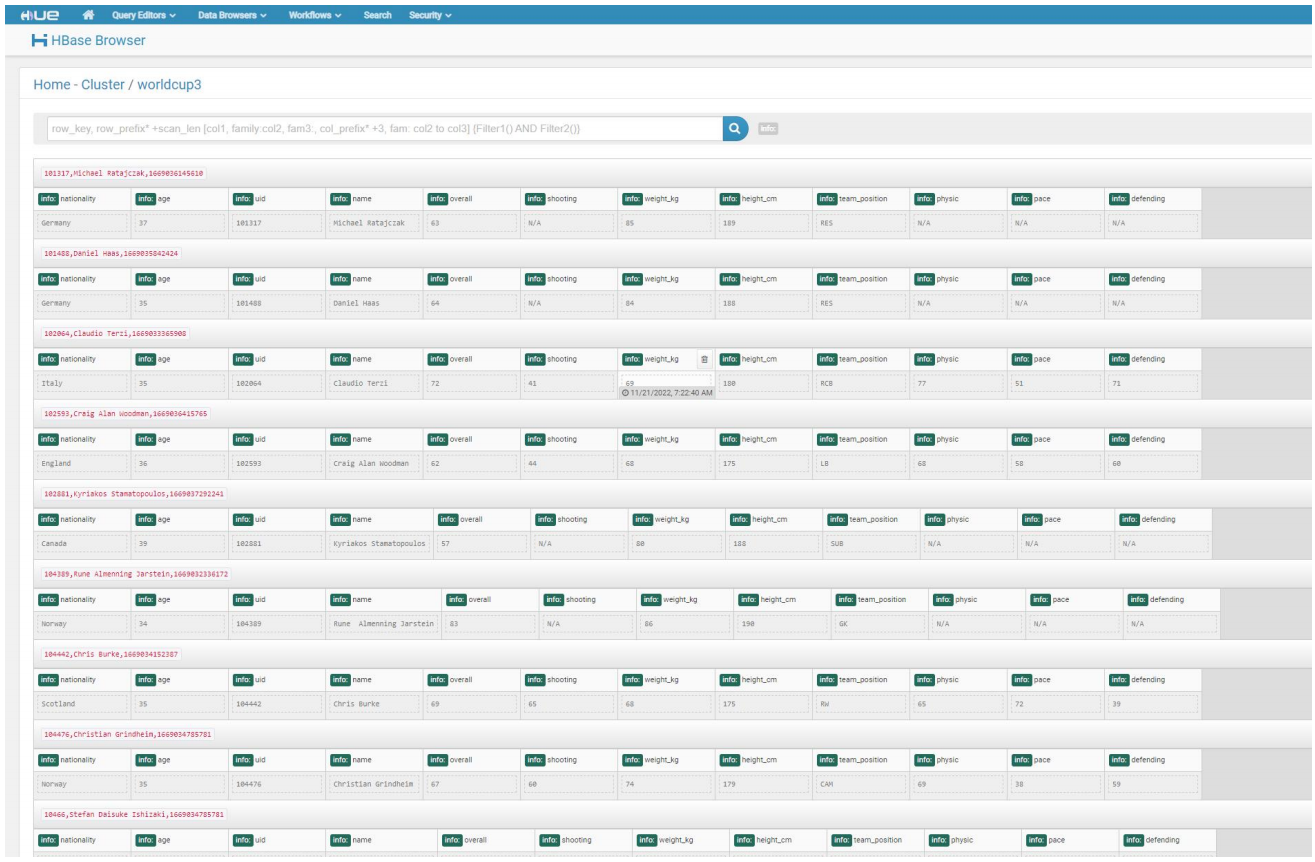 HUE Query Editors Data Browsers Workflows Search Security
HBase Browser
Home - Cluster / worldcup3
row_key, row_prefix* +scan_len [col1, family:col2, fam3:, col_prefix* +3, fam: col2 to col3] {Filter1() AND Filter2()} info:
101317,Michael Ratajczak,1669036145610
info: nationality info: age info: uid info: name info: overall info: shooting info: weight_kg info: height_cm info: team_position info: physic info: pace info: defending
Germany 37 101317 Michael Ratajczak 63 N/A 85 189 RES N/A N/A N/A
101488,Daniel Haas,1669035842424
info: nationality info: age info: uid info: name info: overall info: shooting info: weight_kg info: height_cm info: team_position info: physic info: pace info: defending
Germany 35 101488 Daniel Haas 64 N/A 84 188 RES N/A N/A N/A
102064,Claudio Terzi,1669033365908
info: nationality info: age info: uid info: name info: overall info: shooting info: weight_kg info: height_cm info: team_position info: physic info: pace info: defending
Italy 35 102064 Claudio Terzi 72 41 69 180 RCB 77 51 71
11/21/2022, 7:22:40 AM
102593,Craig Alan Woodman,1669036415765
info: nationality info: age info: uid info: name info: overall info: shooting info: weight_kg info: height_cm info: team_position info: physic info: pace info: defending
England 36 102593 Craig Alan Woodman 62 44 68 175 LB 68 58 60
102881,Kyriakos Stamatopoulos,1669037292241
info: nationality info: age info: uid info: name info: overall info: shooting info: weight_kg info: height_cm info: team_position info: physic info: pace info: defending
Canada 39 102881 Kyriakos Stamatopoulos 57 N/A 80 188 SUB N/A N/A N/A
104389,Rune Almenning Jarstein,1669032336172
info: nationality info: age info: uid info: name info: overall info: shooting info: weight_kg info: height_cm info: team_position info: physic info: pace info: defending
Norway 34 104389 Rune Almenning Jarstein 83 N/A 86 190 GK N/A N/A N/A
104442,Chris Burke,1669034152387
info: nationality info: age info: uid info: name info: overall info: shooting info: weight_kg info: height_cm info: team_position info: physic info: pace info: defending
Scotland 35 104442 Chris Burke 69 65 68 175 RW 65 72 39
104476,Christian Grindheim,1669034785781
info: nationality info: age info: uid info: name info: overall info: shooting info: weight_kg info: height_cm info: team_position info: physic info: pace info: defending
Norway 35 104476 Christian Grindheim 67 60 74 179 CAM 69 38 59
10466,Stefan Daisuke Ishizaki,1669034785781
info: nationality info: age info: uid info: name info: overall info: shooting info: weight_kg info: height_cm info: team_position info: physic info: pace info: defending